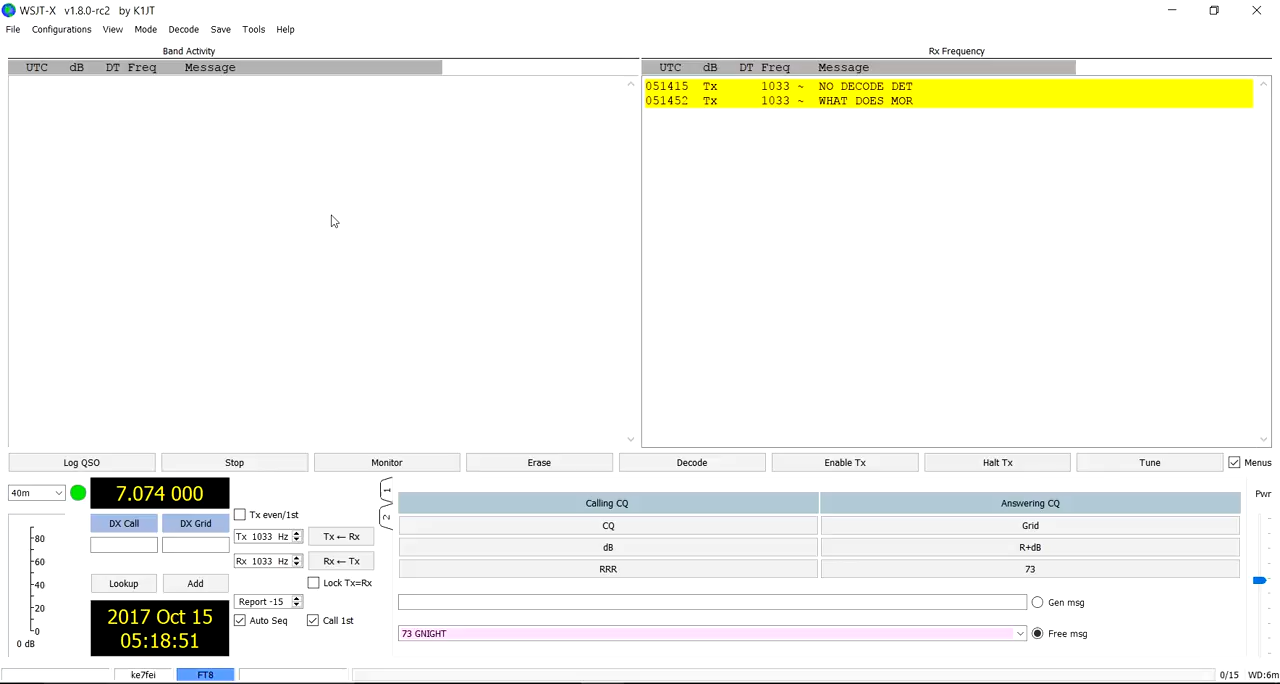 WSJT-X v1.8.0-rc2 by K1JT
File Configurations View Mode Decode Save Tools Help
Band Activity
UTC dB DT Freq Message
Rx Frequency
UTC dB DT Freq Message
051415 Tx 1033 ~ NO DECODE DET
051452 Tx 1033 ~ WHAT DOES MOR
Log QSO Stop Monitor Erase Decode Enable Tx Halt Tx Tune Menus
40m 7.074 000
DX Call DX Grid
Lookup Add
2017 Oct 15
05:18:51
80
60
40
20
0
0 dB
Tx even/1st
Tx 1033 Hz Tx ← Rx
Rx 1033 Hz Rx ← Tx
Lock Tx=Rx
Report -15
Auto Seq Call 1st
1
2
Calling CQ Answering CQ
CQ Grid
dB R+dB
RRR 73
Gen msg
73 GNIGHT Free msg
Pwr
ke7fei FT8 0/15 WD:6m